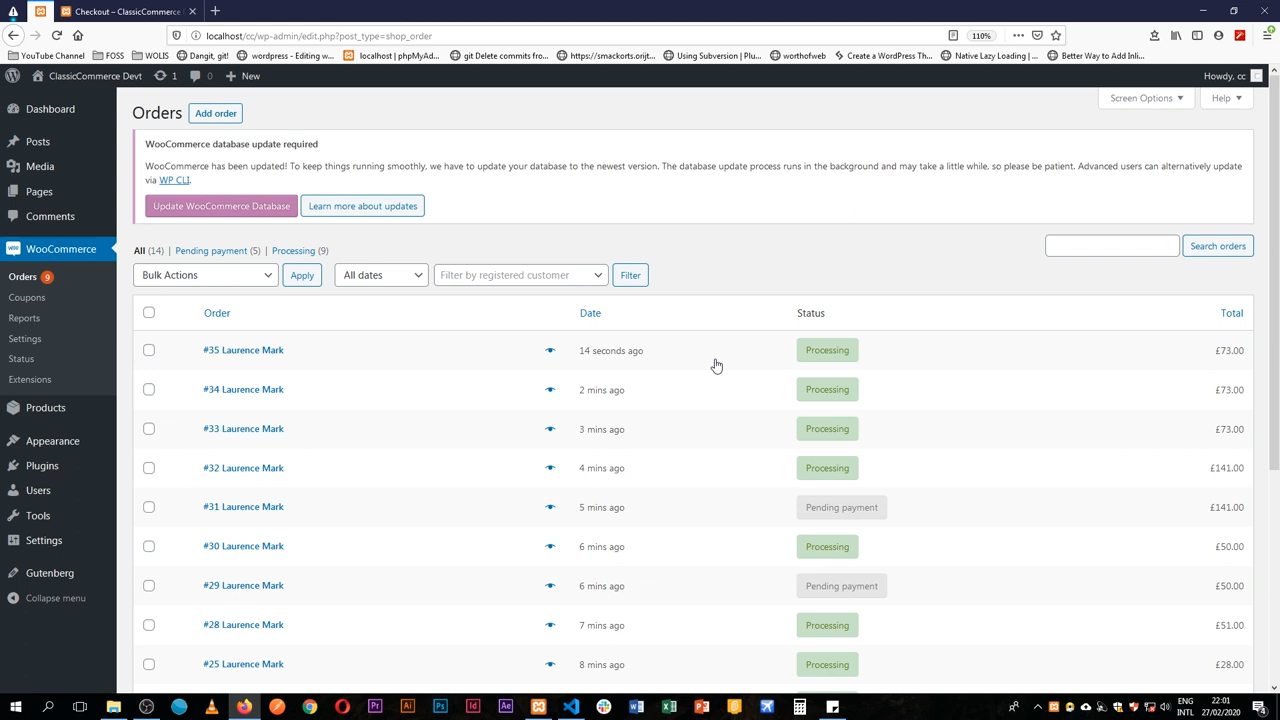 Checkout – ClassicCommerce D
localhost/cc/wp-admin/edit.php?post_type=shop_order
110%
YouTube Channel
FOSS
WOLIS
Dangit, git!
wordpress - Editing w...
localhost | phpMyAd...
git Delete commits fro...
https://smackorts.orijt...
Using Subversion | Plu...
worthofweb
Create a WordPress Th...
Native Lazy Loading | ...
Better Way to Add Inli...
ClassicCommerce Devt
1
0
New
Howdy, cc
Dashboard
Posts
Media
Pages
Comments
WooCommerce
Orders 9
Coupons
Reports
Settings
Status
Extensions
Products
Appearance
Plugins
Users
Tools
Settings
Gutenberg
Collapse menu
Screen Options
Help
Orders
Add order
WooCommerce database update required
WooCommerce has been updated! To keep things running smoothly, we have to update your database to the newest version. The database update process runs in the background and may take a little while, so please be patient. Advanced users can alternatively update
via WP CLI.
Update WooCommerce Database
Learn more about updates
All (14) | Pending payment (5) | Processing (9)
Search orders
Bulk Actions
Apply
All dates
Filter by registered customer
Filter
Order Date Status Total
#35 Laurence Mark 14 seconds ago Processing £73.00
#34 Laurence Mark 2 mins ago Processing £73.00
#33 Laurence Mark 3 mins ago Processing £73.00
#32 Laurence Mark 4 mins ago Processing £141.00
#31 Laurence Mark 5 mins ago Pending payment £141.00
#30 Laurence Mark 6 mins ago Processing £50.00
#29 Laurence Mark 6 mins ago Pending payment £50.00
#28 Laurence Mark 7 mins ago Processing £51.00
#25 Laurence Mark 8 mins ago Processing £28.00
ENG
INTL
22:01
27/02/2020